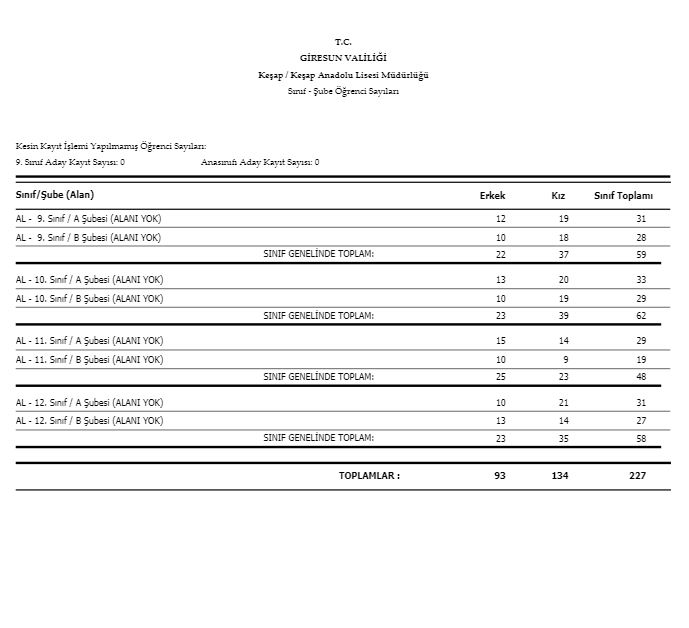 T.C.
GİRESUN VALİLİĞİ
Keşap / Keşap Anadolu Lisesi Müdürlüğü
Sınıf - Şube Öğrenci Sayıları
Kesin Kayıt İşlemi Yapılmamış Öğrenci Sayıları:
9. Sınıf Aday Kayıt Sayısı: 0 Anasınıfı Aday Kayıt Sayısı: 0
Sınıf/Şube (Alan) Erkek Kız Sınıf Toplamı
AL - 9. Sınıf / A Şubesi (ALANI YOK) 12 19 31
AL - 9. Sınıf / B Şubesi (ALANI YOK) 10 18 28
SINIF GENELİNDE TOPLAM: 22 37 59
AL - 10. Sınıf / A Şubesi (ALANI YOK) 13 20 33
AL - 10. Sınıf / B Şubesi (ALANI YOK) 10 19 29
SINIF GENELİNDE TOPLAM: 23 39 62
AL - 11. Sınıf / A Şubesi (ALANI YOK) 15 14 29
AL - 11. Sınıf / B Şubesi (ALANI YOK) 10 9 19
SINIF GENELİNDE TOPLAM: 25 23 48
AL - 12. Sınıf / A Şubesi (ALANI YOK) 10 21 31
AL - 12. Sınıf / B Şubesi (ALANI YOK) 13 14 27
SINIF GENELİNDE TOPLAM: 23 35 58
TOPLAMLAR : 93 134 227